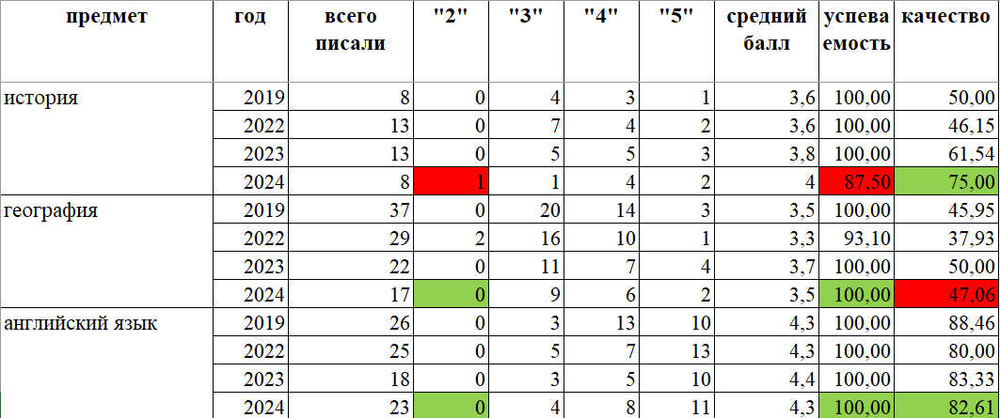 предмет год всего писали "2" "3" "4" "5" средний балл успева емость качество
история 2019 8 0 4 3 1 3,6 100,00 50,00
2022 13 0 7 4 2 3,6 100,00 46,15
2023 13 0 5 5 3 3,8 100,00 61,54
2024 8 1 1 4 2 4 87,50 75,00
география 2019 37 0 20 14 3 3,5 100,00 45,95
2022 29 2 16 10 1 3,3 93,10 37,93
2023 22 0 11 7 4 3,7 100,00 50,00
2024 17 0 9 6 2 3,5 100,00 47,06
английский язык 2019 26 0 3 13 10 4,3 100,00 88,46
2022 25 0 5 7 13 4,3 100,00 80,00
2023 18 0 3 5 10 4,4 100,00 83,33
2024 23 0 4 8 11 4,3 100,00 82,61